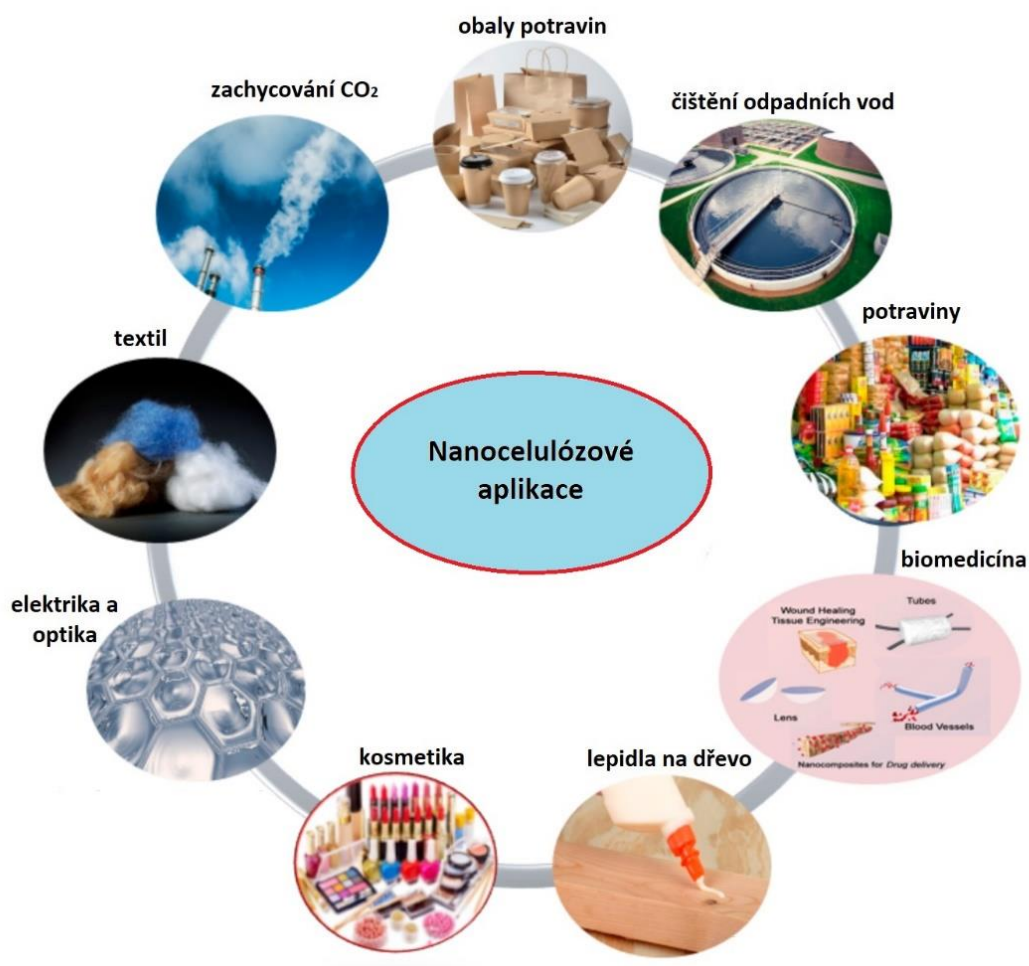 obaly potravin
zachycování CO₂
čištění odpadních vod
potraviny
textil
Nanocelulózové
aplikace
biomedicína
Wound Healing
Tissue Engineering
Tubes
Lens
Blood Vessels
Nanocomposites for Drug delivery
elektrika a
optika
kosmetika
lepidla na dřevo